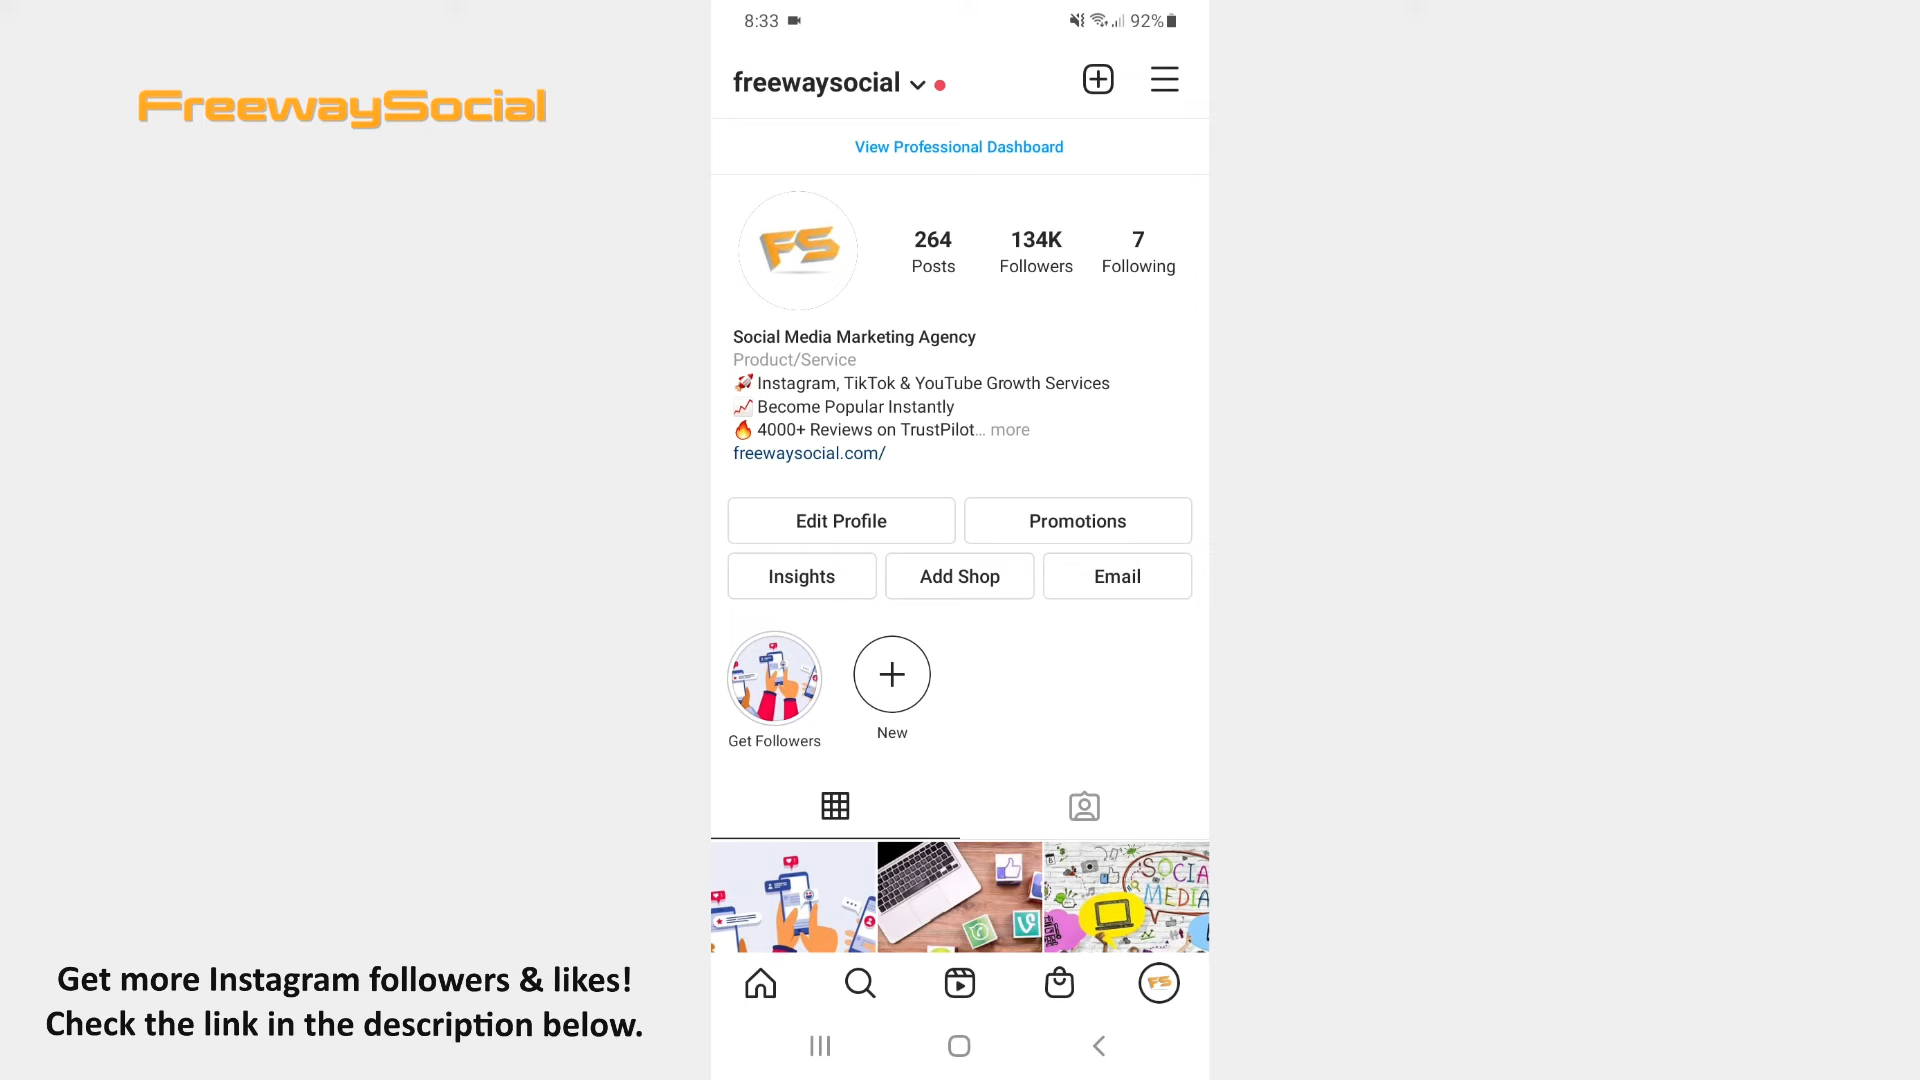 FreewaySocial
8:33
92%
freewaysocial
View Professional Dashboard
FS
264
134K
7
Posts
Followers
Following
Social Media Marketing Agency
Product/Service
Instagram, TikTok & YouTube Growth Services
Become Popular Instantly
4000+ Reviews on TrustPilot... more
freewaysocial.com/
Edit Profile
Promotions
Insights
Add Shop
Email
Get Followers
New
SOCIA
MEDIA
FS
Get more Instagram followers & likes!
Check the link in the description below.